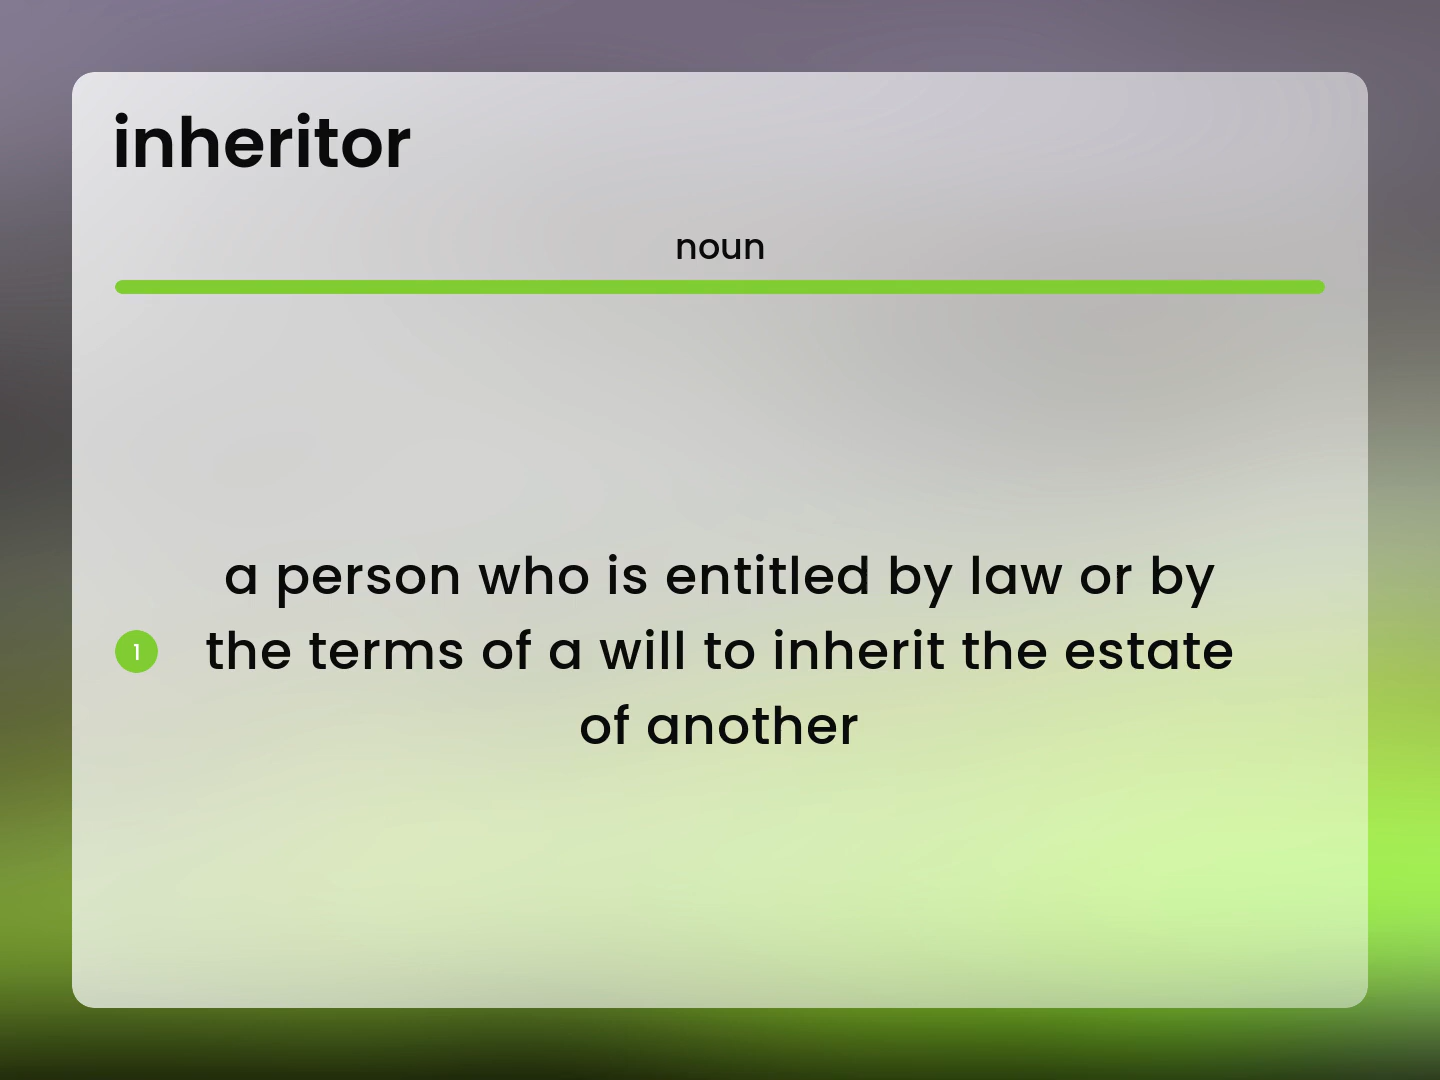 inheritor
noun
a person who is entitled by law or by
1 the terms of a will to inherit the estate
of another